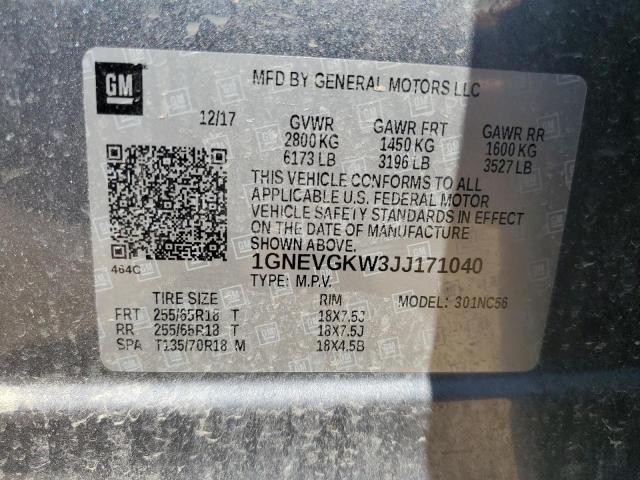 GM
MFD BY GENERAL MOTORS LLC
12/17 GVWR GAWR FRT GAWR RR
2800 KG 1450 KG 1600 KG
6173 LB 3196 LB 3527 LB
THIS VEHICLE CONFORMS TO ALL
APPLICABLE U.S. FEDERAL MOTOR
VEHICLE SAFETY STANDARDS IN EFFECT
ON THE DATE OF MANUFACTURE
SHOWN ABOVE.
464C 1GNEVGKW3JJ171040
TYPE: M.P.V.
TIRE SIZE RIM MODEL: 301NC56
FRT 255/65R18 T 18X7.5J
RR 255/65R18 T 18X7.5J
SPA T135/70R18 M 18X4.5B